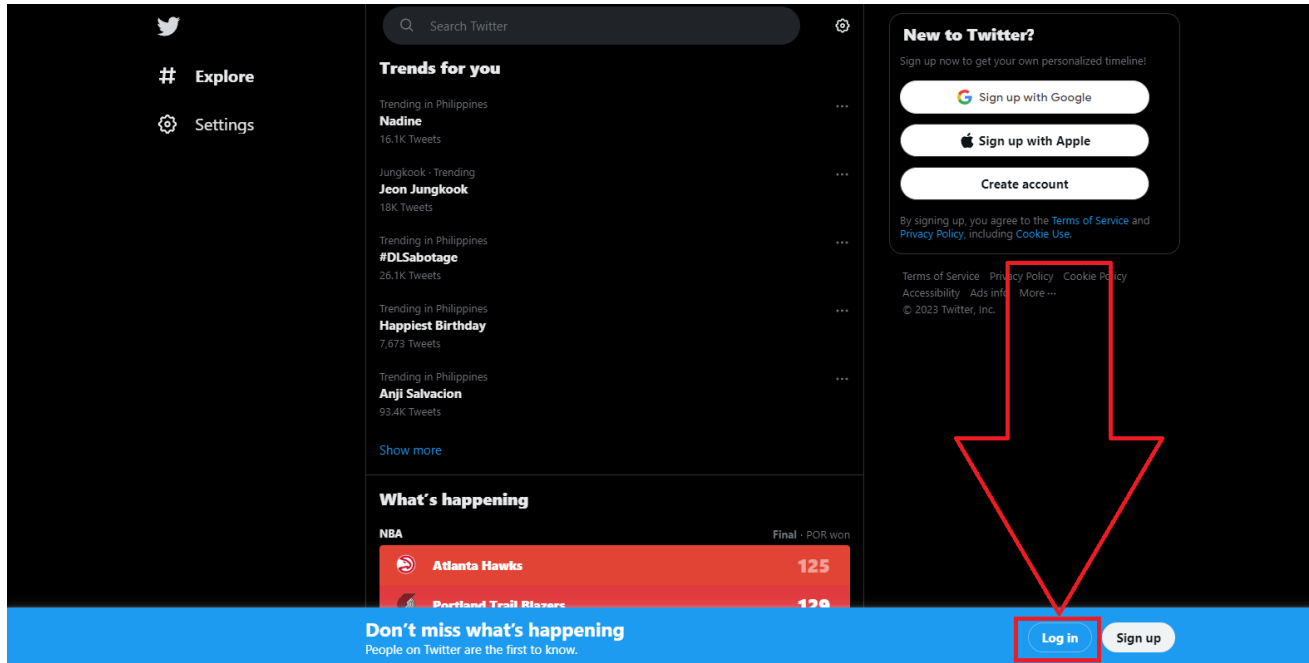 Explore
Settings
Search Twitter
Trends for you
Trending in Philippines
Nadine
16.1K Tweets
Jungkook · Trending
Jeon Jungkook
18K Tweets
Trending in Philippines
#DLSabotage
26.1K Tweets
Trending in Philippines
Happiest Birthday
7,673 Tweets
Trending in Philippines
Anji Salvacion
93.4K Tweets
Show more
What's happening
NBA
Final · POR won
Atlanta Hawks 125
Portland Trail Blazers 129
New to Twitter?
Sign up now to get your own personalized timeline!
Sign up with Google
Sign up with Apple
Create account
By signing up, you agree to the Terms of Service and
Privacy Policy, including Cookie Use.
Terms of Service Privacy Policy Cookie Policy
Accessibility Ads info More ···
© 2023 Twitter, Inc.
Don't miss what's happening
People on Twitter are the first to know.
Log in
Sign up